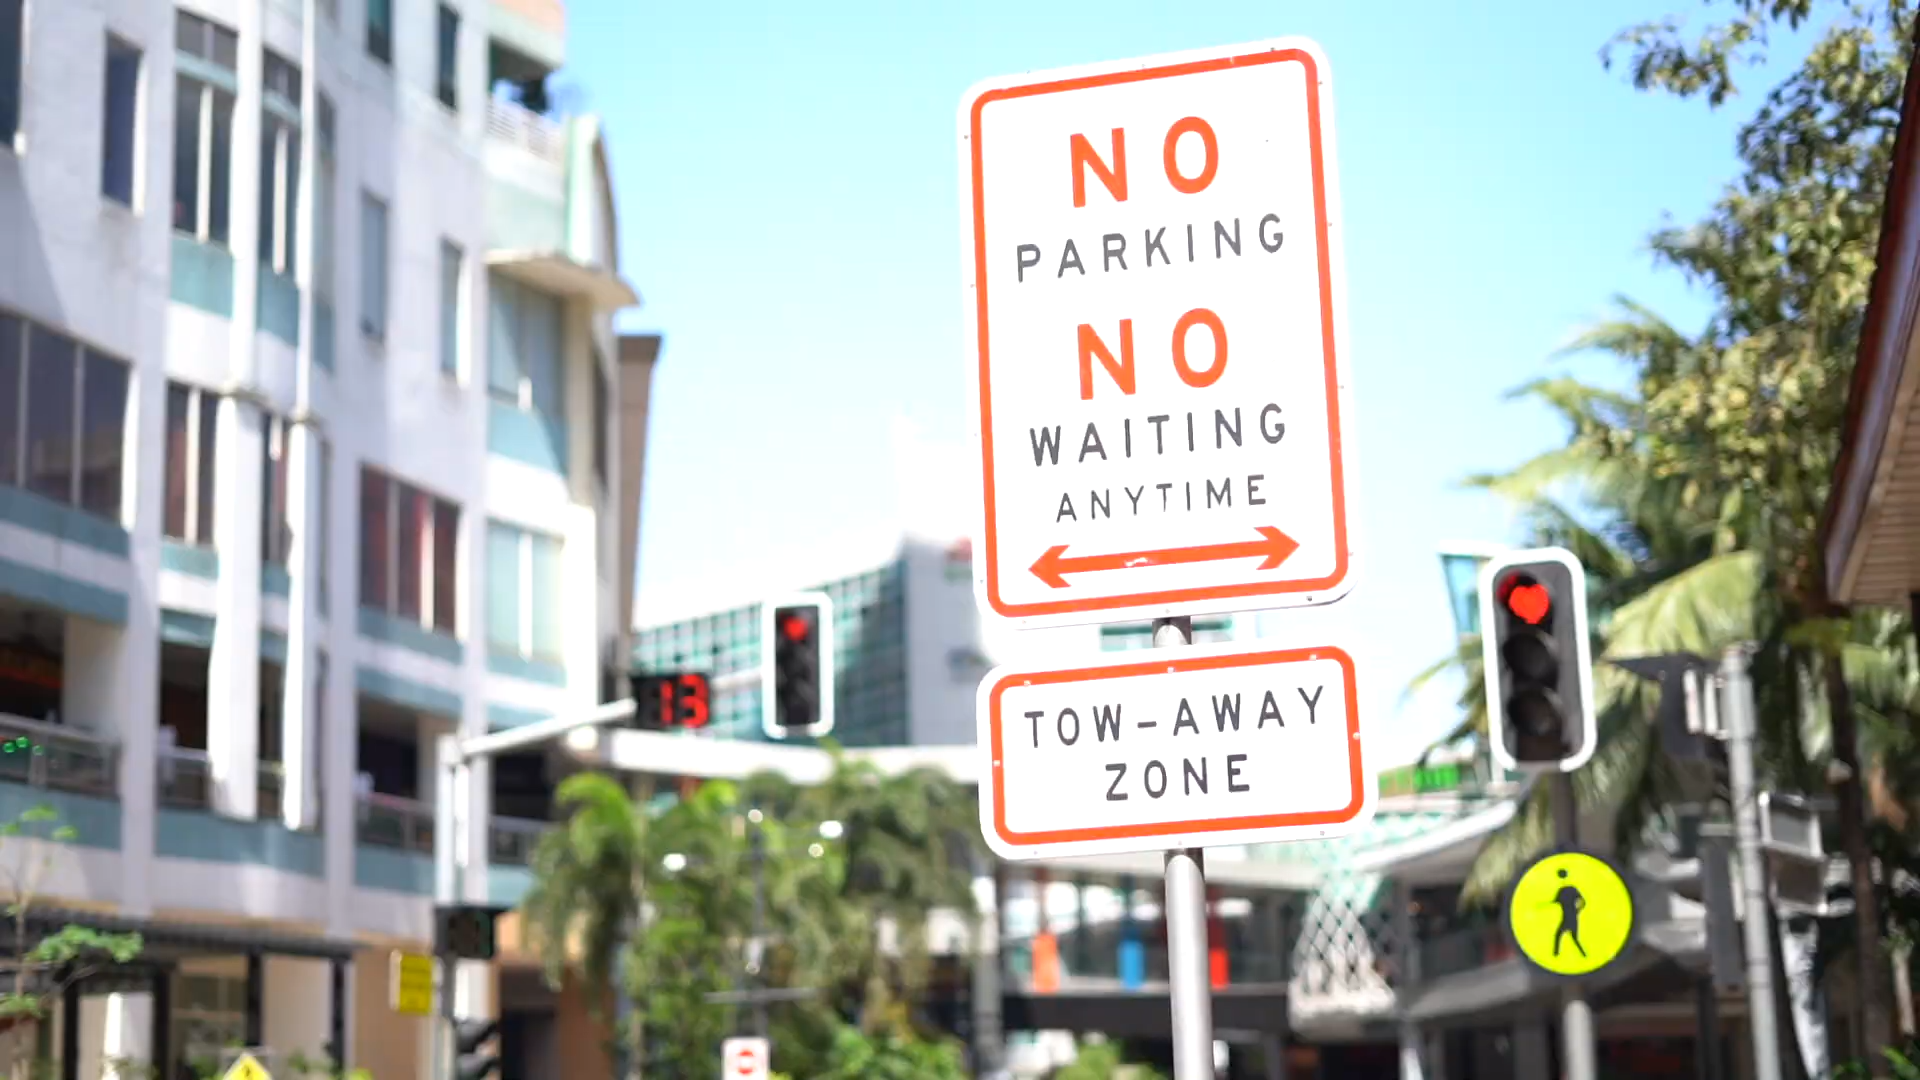 NO
PARKING
NO
WAITING
ANYTIME
TOW-AWAY
ZONE
13